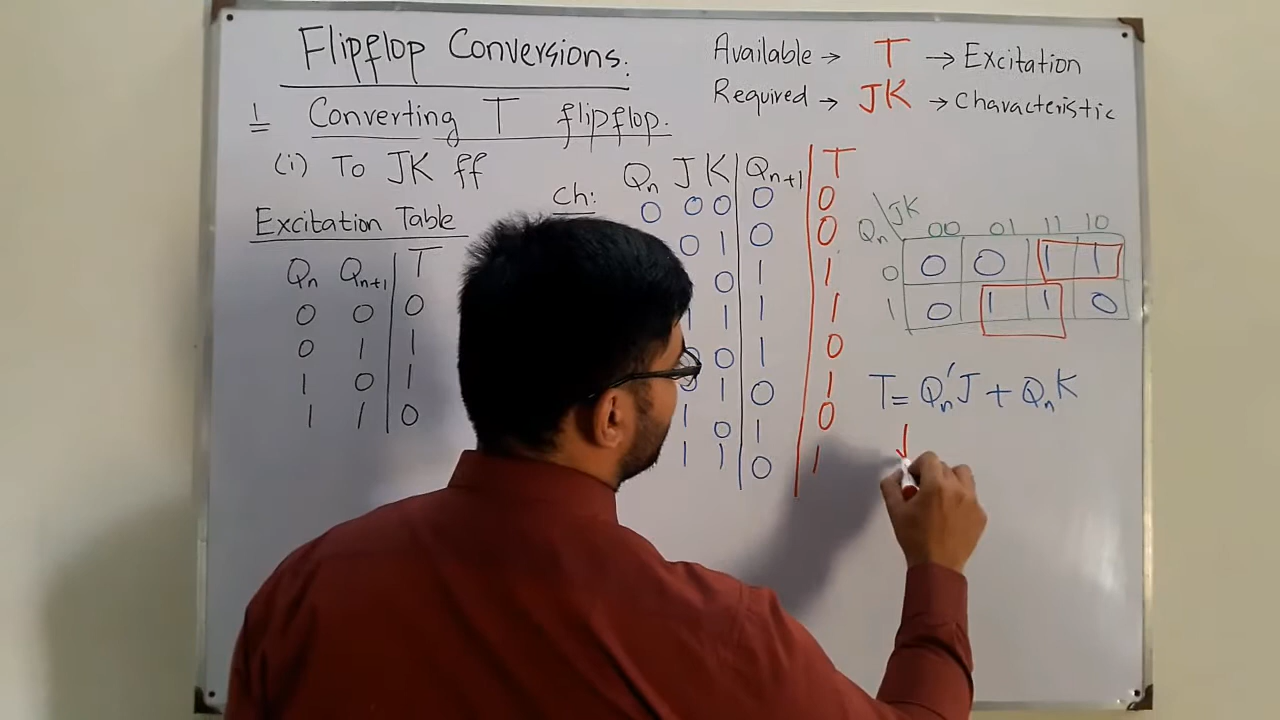 Flipflop Conversions:
1 Converting T flipflop.
(i) To JK ff
Available → T → Excitation
Required → JK → Characteristic
Excitation Table
Qn Qn+1 T
0 0 0
0 1 1
1 0 1
1 1 0
Ch:
Qn J K Qn+1 T
0 0 0 0 0
0 1 0 0
0 1 1
1 1 1 1
0 0 1 0
0 1 0 1
1 0 1 0
1 1 0 1
Qn \ JK 00 01 11 10
0 0 0 1 1
1 0 1 1 0
T = Qn'J + QnK